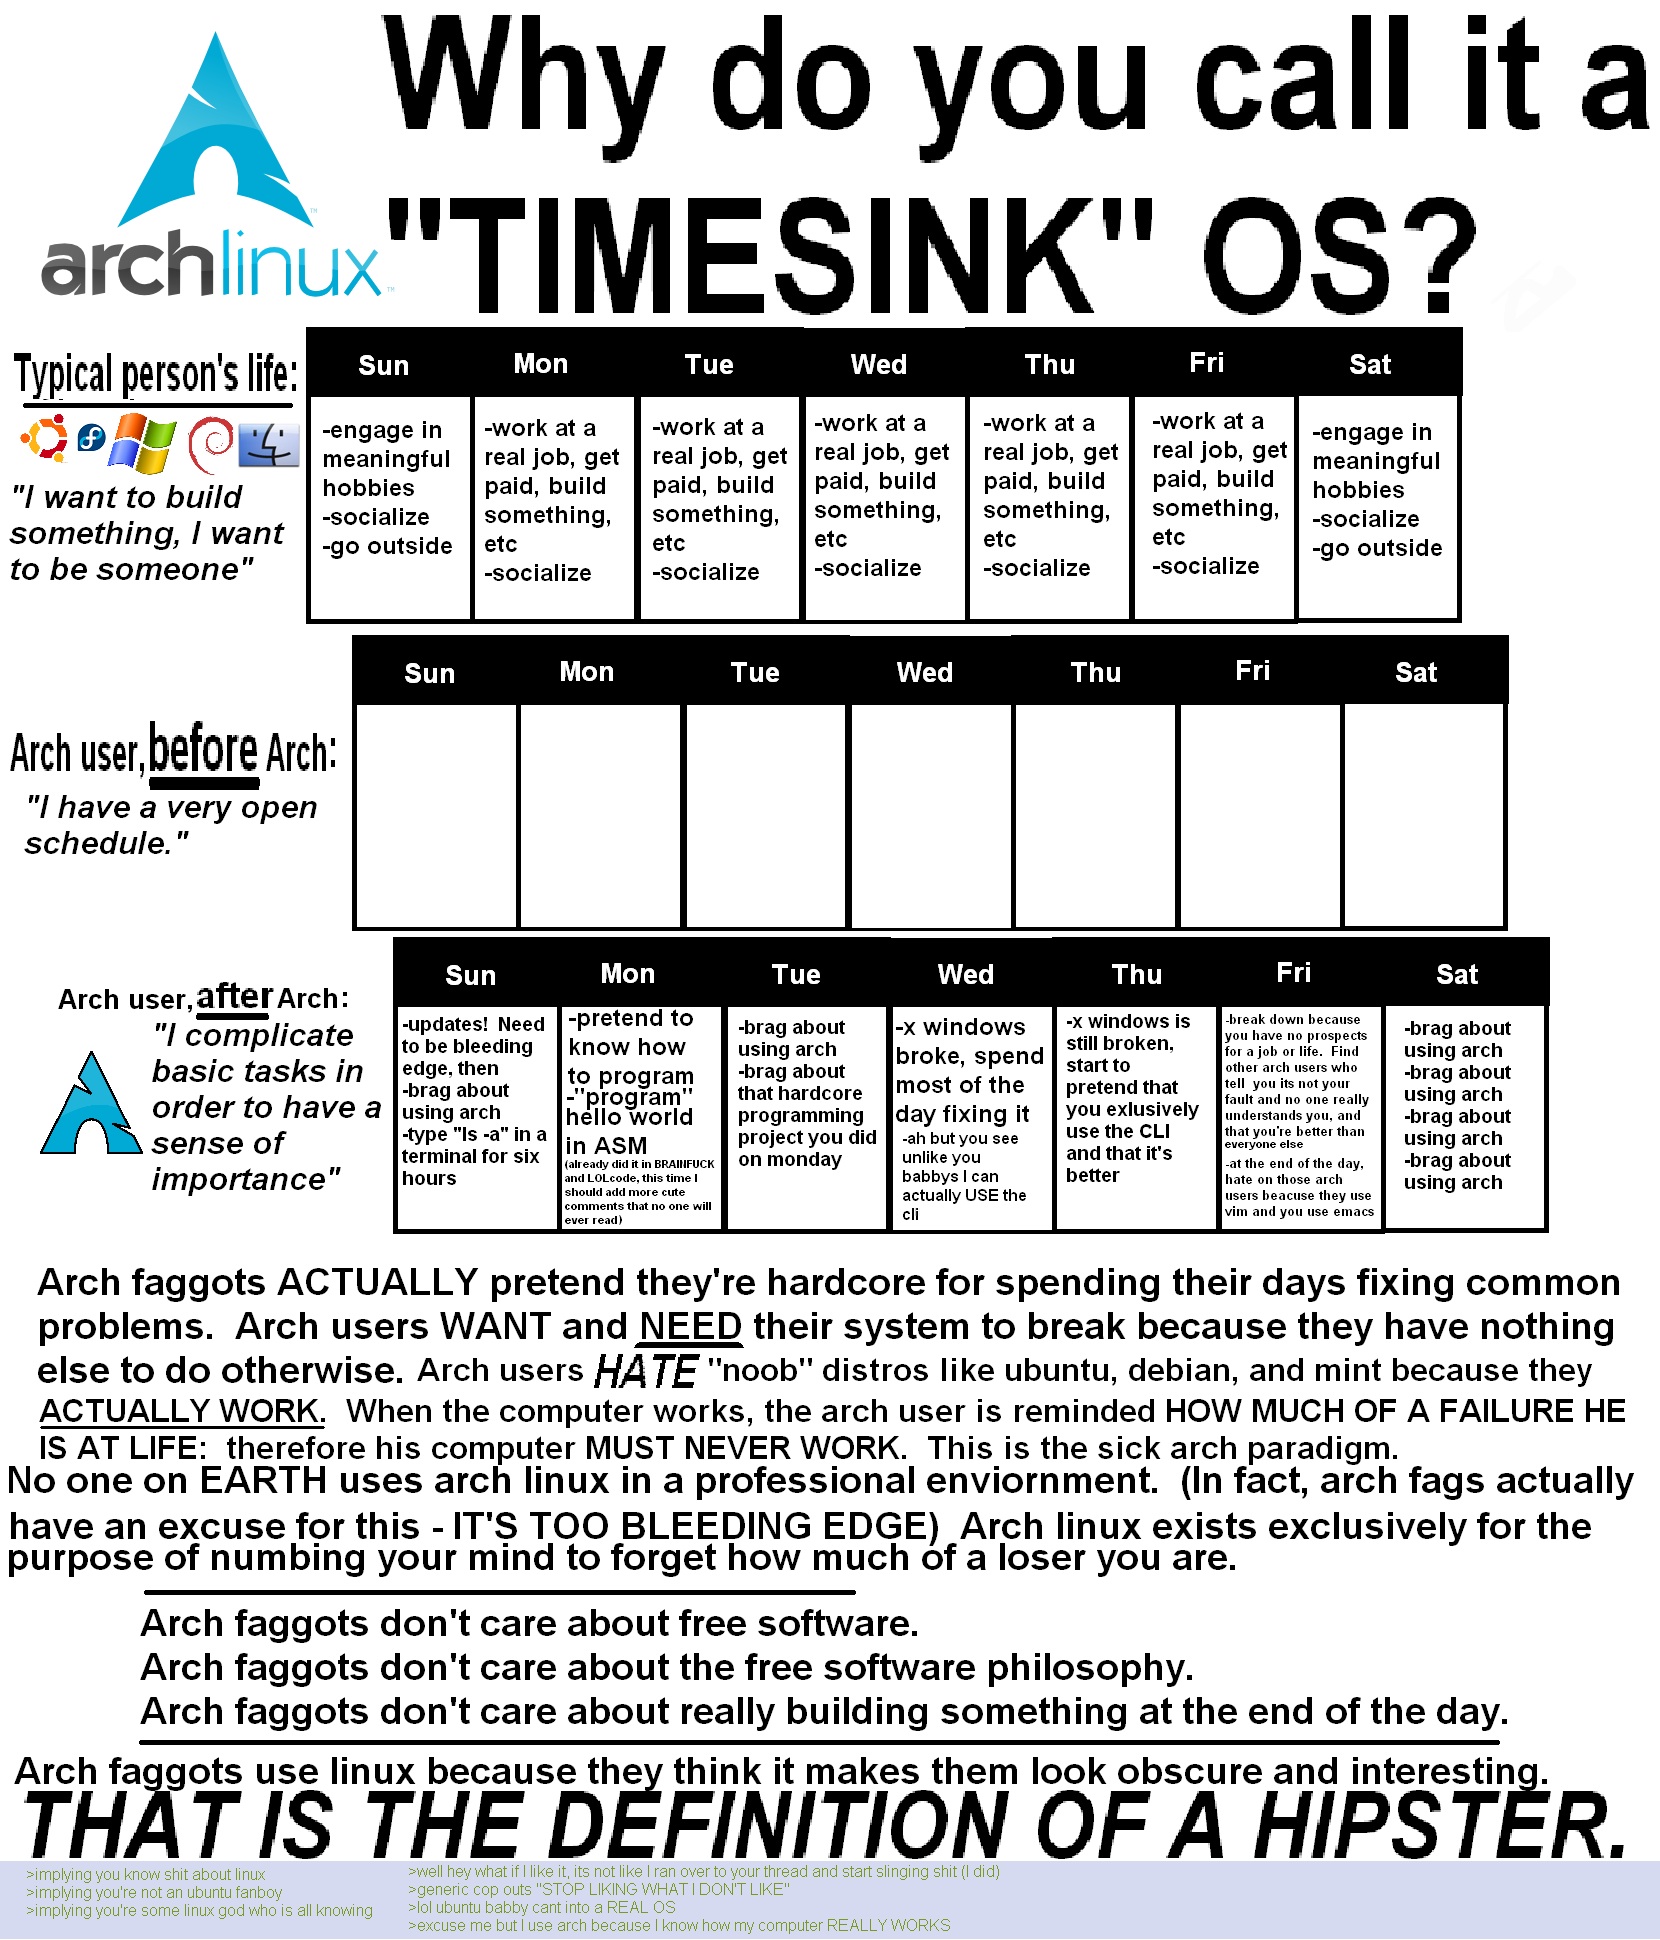 Why do you call it a
"TIMESINK" OS?
archlinux™
Typical person's life:
"I want to build
something, I want
to be someone"
Sun
Mon
Tue
Wed
Thu
Fri
Sat
-engage in
meaningful
hobbies
-socialize
-go outside
-work at a
real job, get
paid, build
something,
etc
-socialize
-work at a
real job, get
paid, build
something,
etc
-socialize
-work at a
real job, get
paid, build
something,
etc
-socialize
-work at a
real job, get
paid, build
something,
etc
-socialize
-work at a
real job, get
paid, build
something,
etc
-socialize
-engage in
meaningful
hobbies
-socialize
-go outside
Arch user, before Arch:
"I have a very open
schedule."
Sun
Mon
Tue
Wed
Thu
Fri
Sat
Arch user, after Arch:
"I complicate
basic tasks in
order to have a
sense of
importance"
Sun
Mon
Tue
Wed
Thu
Fri
Sat
-updates!  Need
to be bleeding
edge, then
-brag about
using arch
-type "ls -a" in a
terminal for six
hours
-pretend to
know how
to program
-"program"
hello world
in ASM
(already did it in BRAINFUCK
and LOLcode, this time I
should add more cute
comments that no one will
ever read)
-brag about
using arch
-brag about
that hardcore
programming
project you did
on monday
-x windows
broke, spend
most of the
day fixing it
-ah but you see
unlike you
babbys I can
actually USE the
cli
-x windows is
still broken,
start to
pretend that
you exlusively
use the CLI
and that it's
better
-break down because
you have no prospects
for a job or life.  Find
other arch users who
tell  you its not your
fault and no one really
understands you, and
that you're better than
everyone else
-at the end of the day,
hate on those arch
users beacuse they use
vim and you use emacs
-brag about
using arch
-brag about
using arch
-brag about
using arch
-brag about
using arch
Arch faggots ACTUALLY pretend they're hardcore for spending their days fixing common
problems.  Arch users WANT and NEED their system to break because they have nothing
else to do otherwise. Arch users HATE "noob" distros like ubuntu, debian, and mint because they
ACTUALLY WORK.  When the computer works, the arch user is reminded HOW MUCH OF A FAILURE HE
IS AT LIFE:  therefore his computer MUST NEVER WORK.  This is the sick arch paradigm.
No one on EARTH uses arch linux in a professional enviornment.  (In fact, arch fags actually
have an excuse for this - IT'S TOO BLEEDING EDGE)  Arch linux exists exclusively for the
purpose of numbing your mind to forget how much of a loser you are.
Arch faggots don't care about free software.
Arch faggots don't care about the free software philosophy.
Arch faggots don't care about really building something at the end of the day.
Arch faggots use linux because they think it makes them look obscure and interesting.
THAT IS THE DEFINITION OF A HIPSTER.
>implying you know shit about linux
>implying you're not an ubuntu fanboy
>implying you're some linux god who is all knowing
>well hey what if I like it, its not like I ran over to your thread and start slinging shit (I did)
>generic cop outs "STOP LIKING WHAT I DON'T LIKE"
>lol ubuntu babby cant into a REAL OS
>excuse me but I use arch because I know how my computer REALLY WORKS